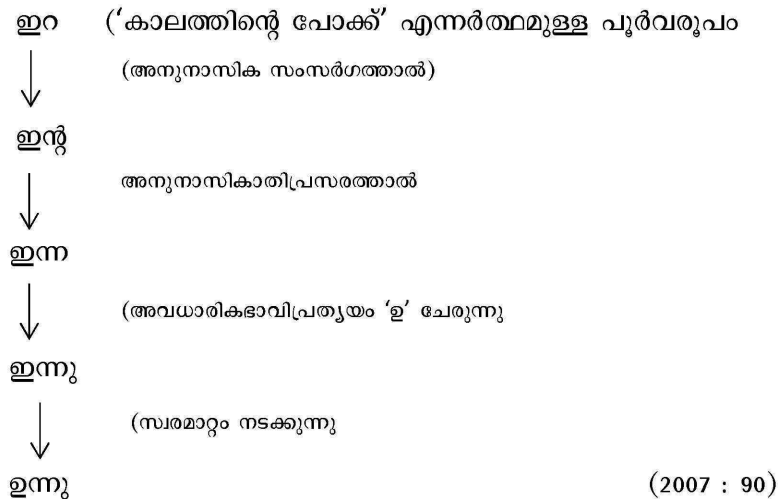 ഇറ (‘കാലത്തിന്റെ പോക്ക്’ എന്നർത്ഥമുള്ള പൂർവരൂപം
(അനുനാസിക സംസർഗത്താൽ)
ഇന്റ
അനുനാസികാതിപ്രസരത്താൽ
ഇന്ന
(അവധാരികഭാവിപ്രത്യയം ‘ഉ’ ചേരുന്നു
ഇന്നു
(സ്വരമാറ്റം നടക്കുന്നു
ഉന്നു (2007 : 90)